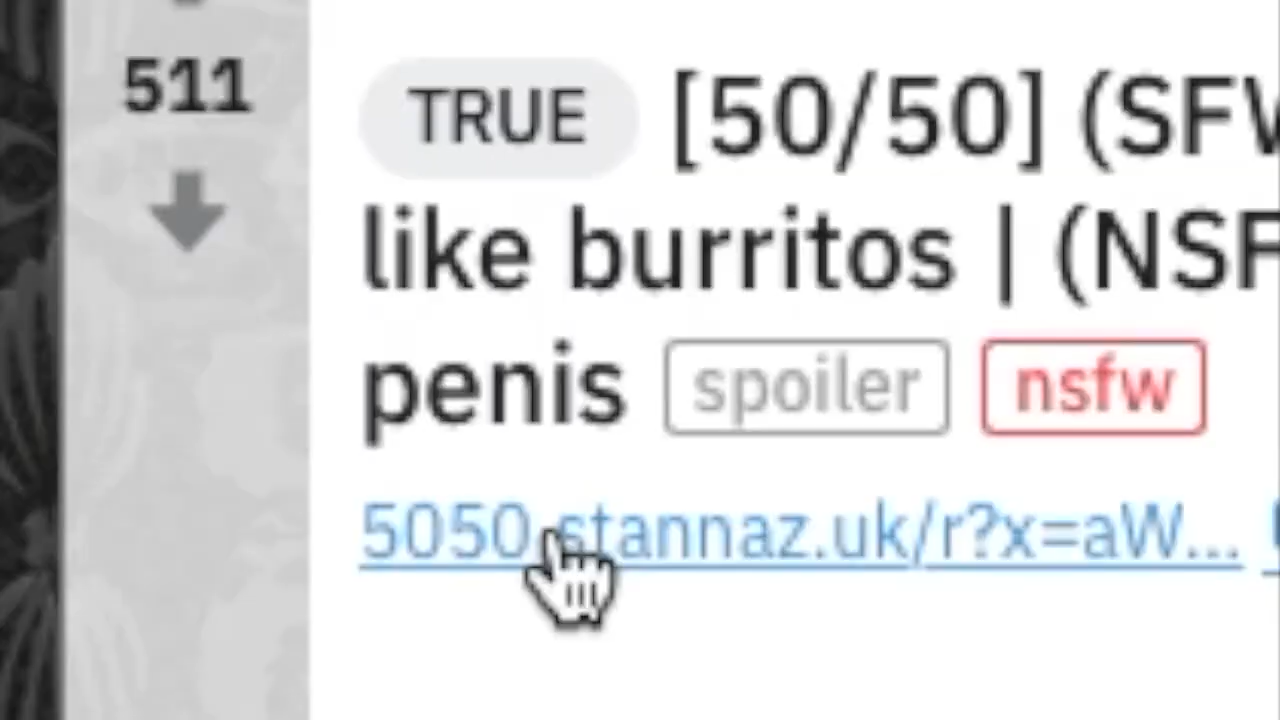 511
TRUE [50/50] (SFW
like burritos | (NSF
penis spoiler nsfw
5050.stannaz.uk/r?x=aW...